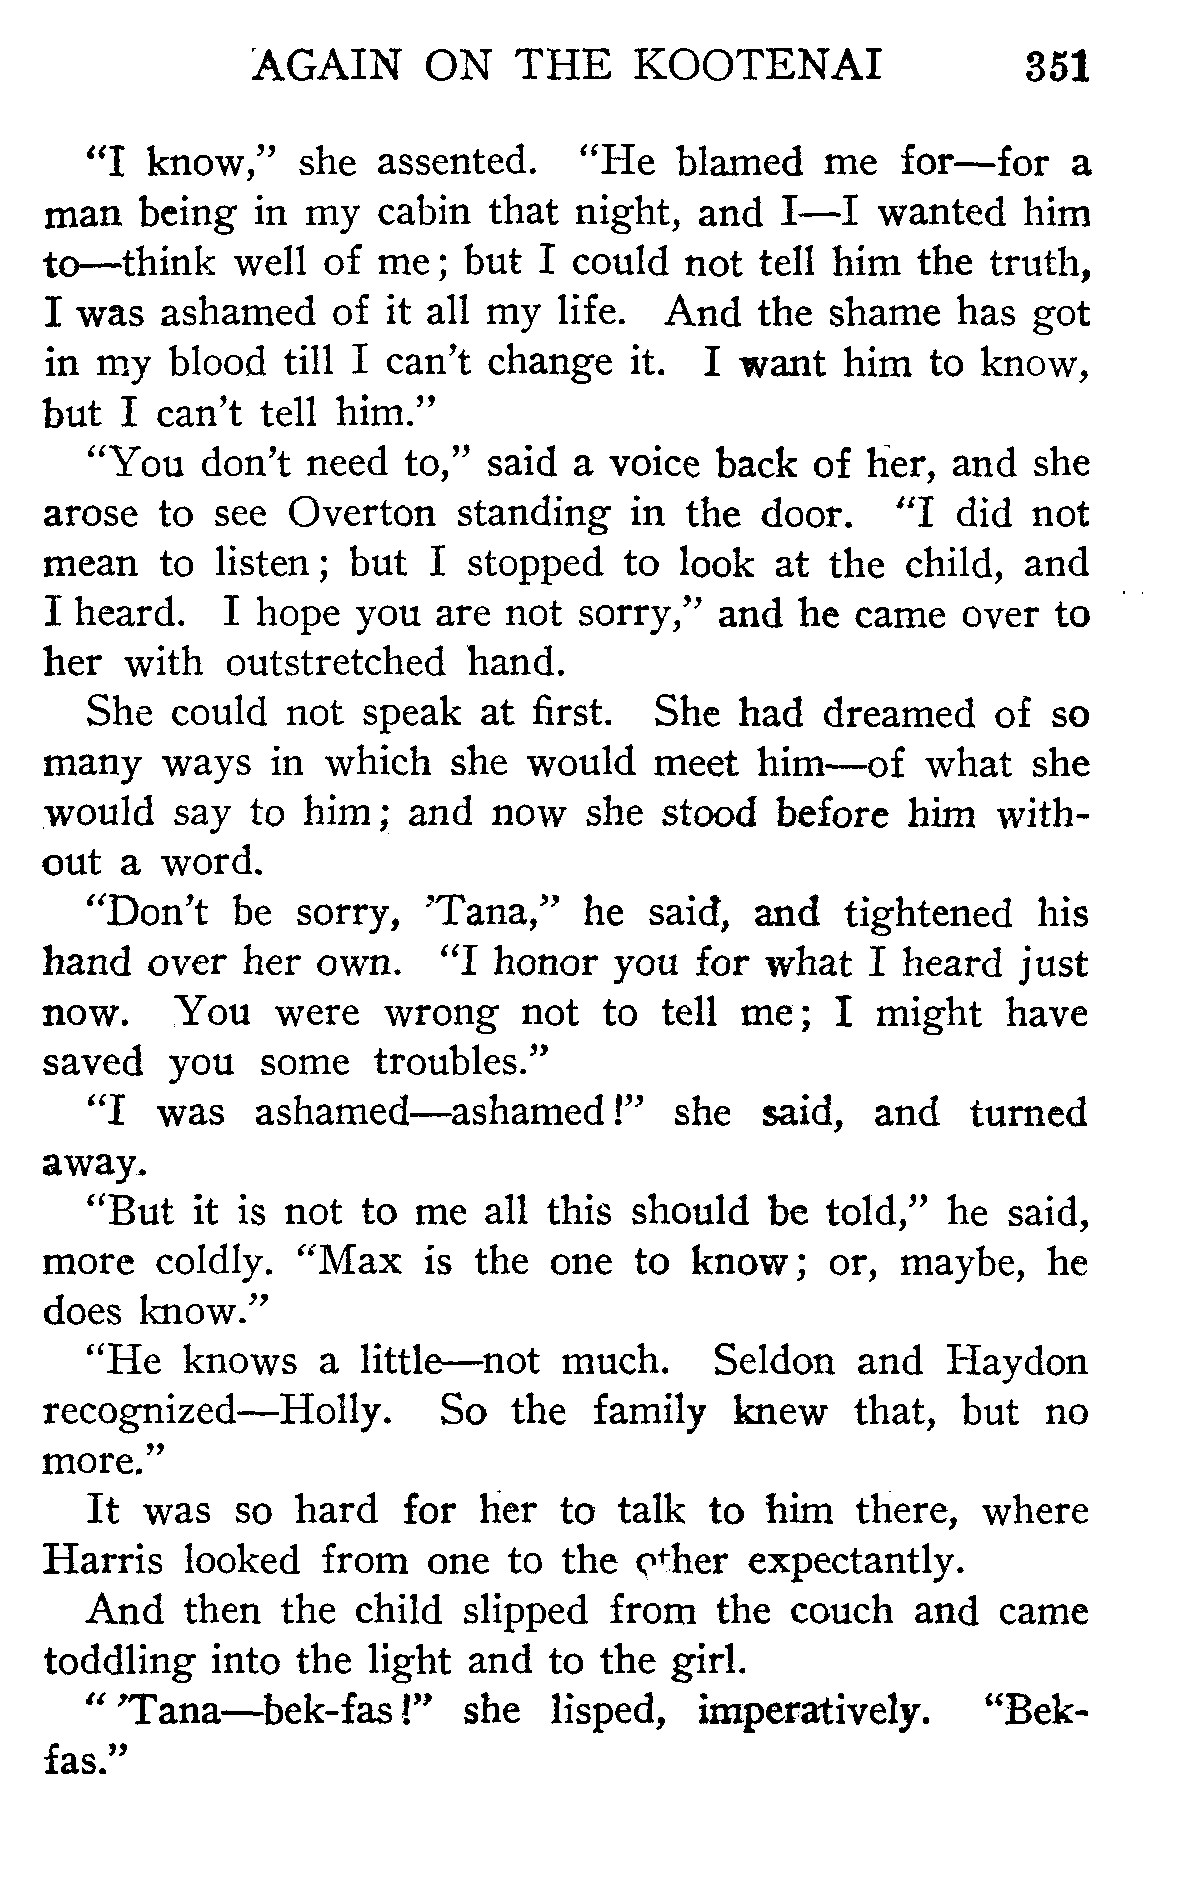 AGAIN ON THE KOOTENAI 351
“I know,” she assented. “He blamed me for—for a
man being in my cabin that night, and I—I wanted him
to—think well of me; but I could not tell him the truth,
I was ashamed of it all my life. And the shame has got
in my blood till I can’t change it. I want him to know,
but I can’t tell him.”
“You don’t need to,” said a voice back of her, and she
arose to see Overton standing in the door. “I did not
mean to listen; but I stopped to look at the child, and
I heard. I hope you are not sorry,” and he came over to
her with outstretched hand.
She could not speak at first. She had dreamed of so
many ways in which she would meet him—of what she
would say to him; and now she stood before him with-
out a word.
“Don’t be sorry, ’Tana,” he said, and tightened his
hand over her own. “I honor you for what I heard just
now. You were wrong not to tell me; I might have
saved you some troubles.”
“I was ashamed—ashamed!” she said, and turned
away.
“But it is not to me all this should be told,” he said,
more coldly. “Max is the one to know; or, maybe, he
does know.”
“He knows a little—not much. Seldon and Haydon
recognized—Holly. So the family knew that, but no
more.”
It was so hard for her to talk to him there, where
Harris looked from one to the other expectantly.
And then the child slipped from the couch and came
toddling into the light and to the girl.
“ ’Tana—bek-fas!” she lisped, imperatively. “Bek-
fas.”